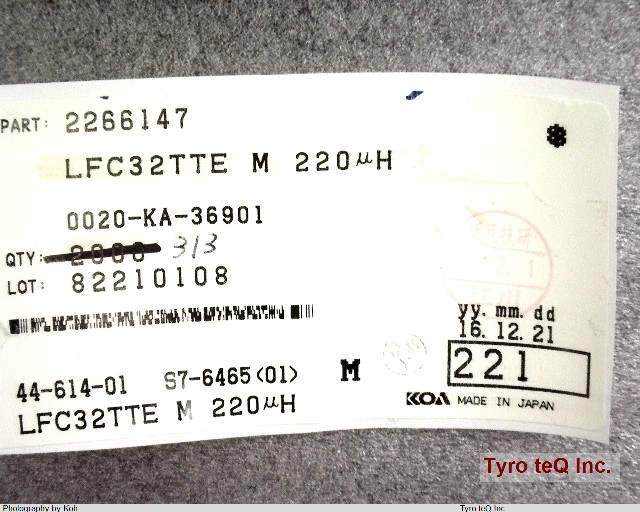 PART: 2266147
LFC32TTE M 220μH
0020-KA-36901
QTY: 2000 313
LOT: 82210108
yy. mm. dd
16. 12. 21
44-614-01 S7-6465(01) M
221
LFC32TTE M 220μH
KOA MADE IN JAPAN
Tyro teQ Inc.
Photography by Koh
Tyro teQ Inc